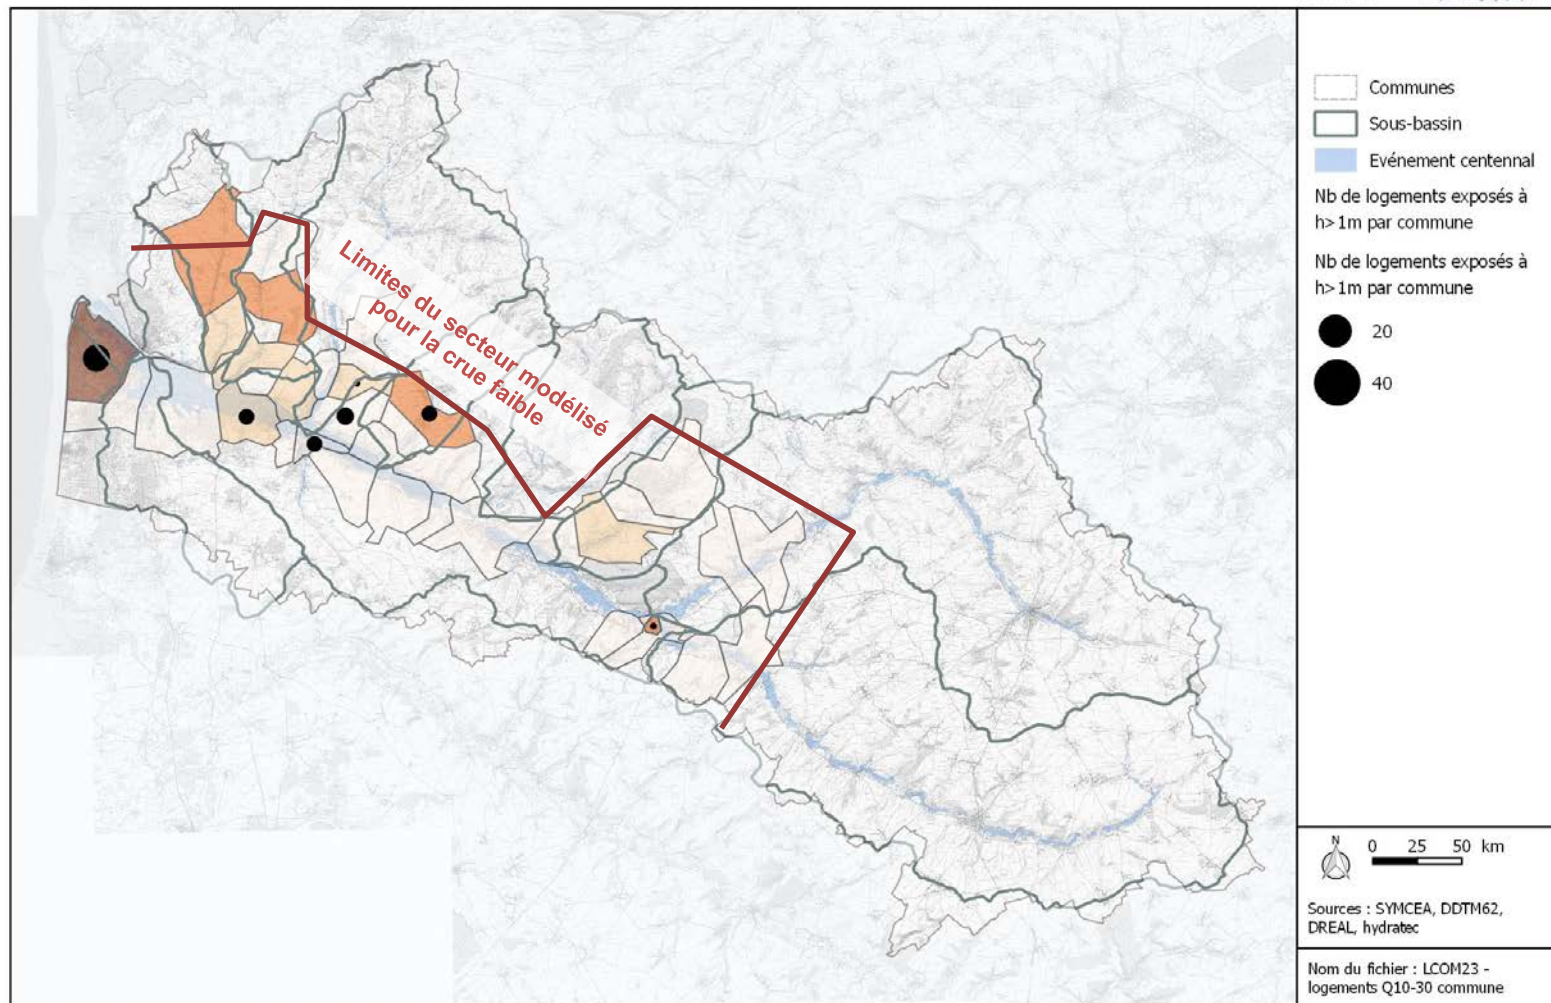 Limites du secteur modélisé
pour la crue faible
Communes
Sous-bassin
Evénement centennal
Nb de logements exposés à
h>1m par commune
Nb de logements exposés à
h>1m par commune
20
40
N
0 25 50 km
Sources : SYMCEA, DDTM62,
DREAL, hydratec
Nom du fichier : LCOM23 -
logements Q10-30 commune